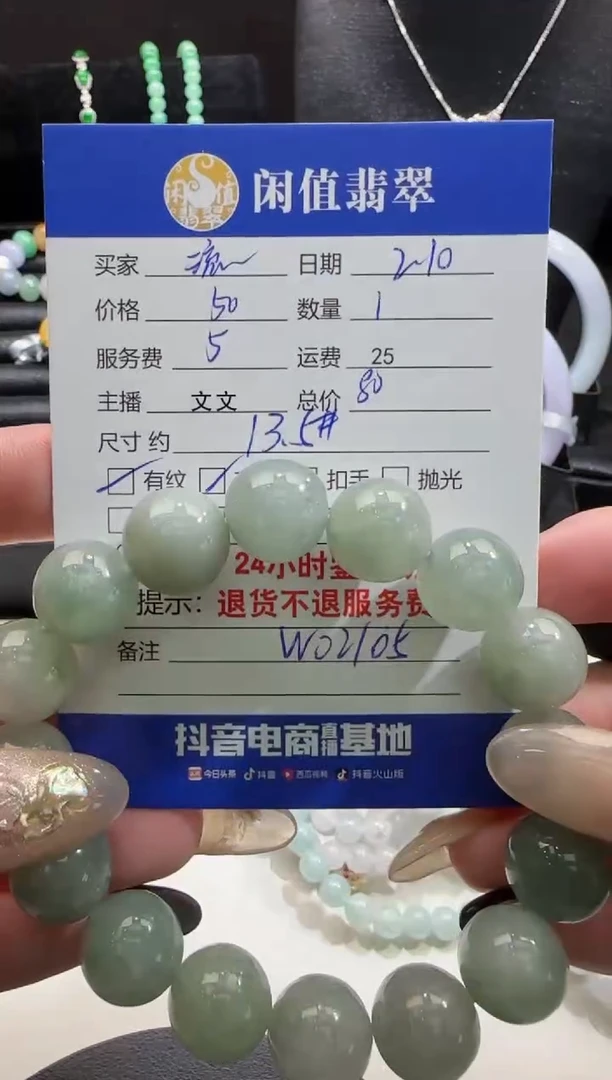 闲值翡翠
闲值翡翠
买家 日期 2-10
价格 50 数量 1
服务费 5 运费 25
主播 文文 总价 80
尺寸 约 13.5#
有纹 扣手 抛光
24小时
提示：退货不退服务费
备注 W02105
抖音电商直播基地
今日头条 抖音 西瓜视频 抖音火山版